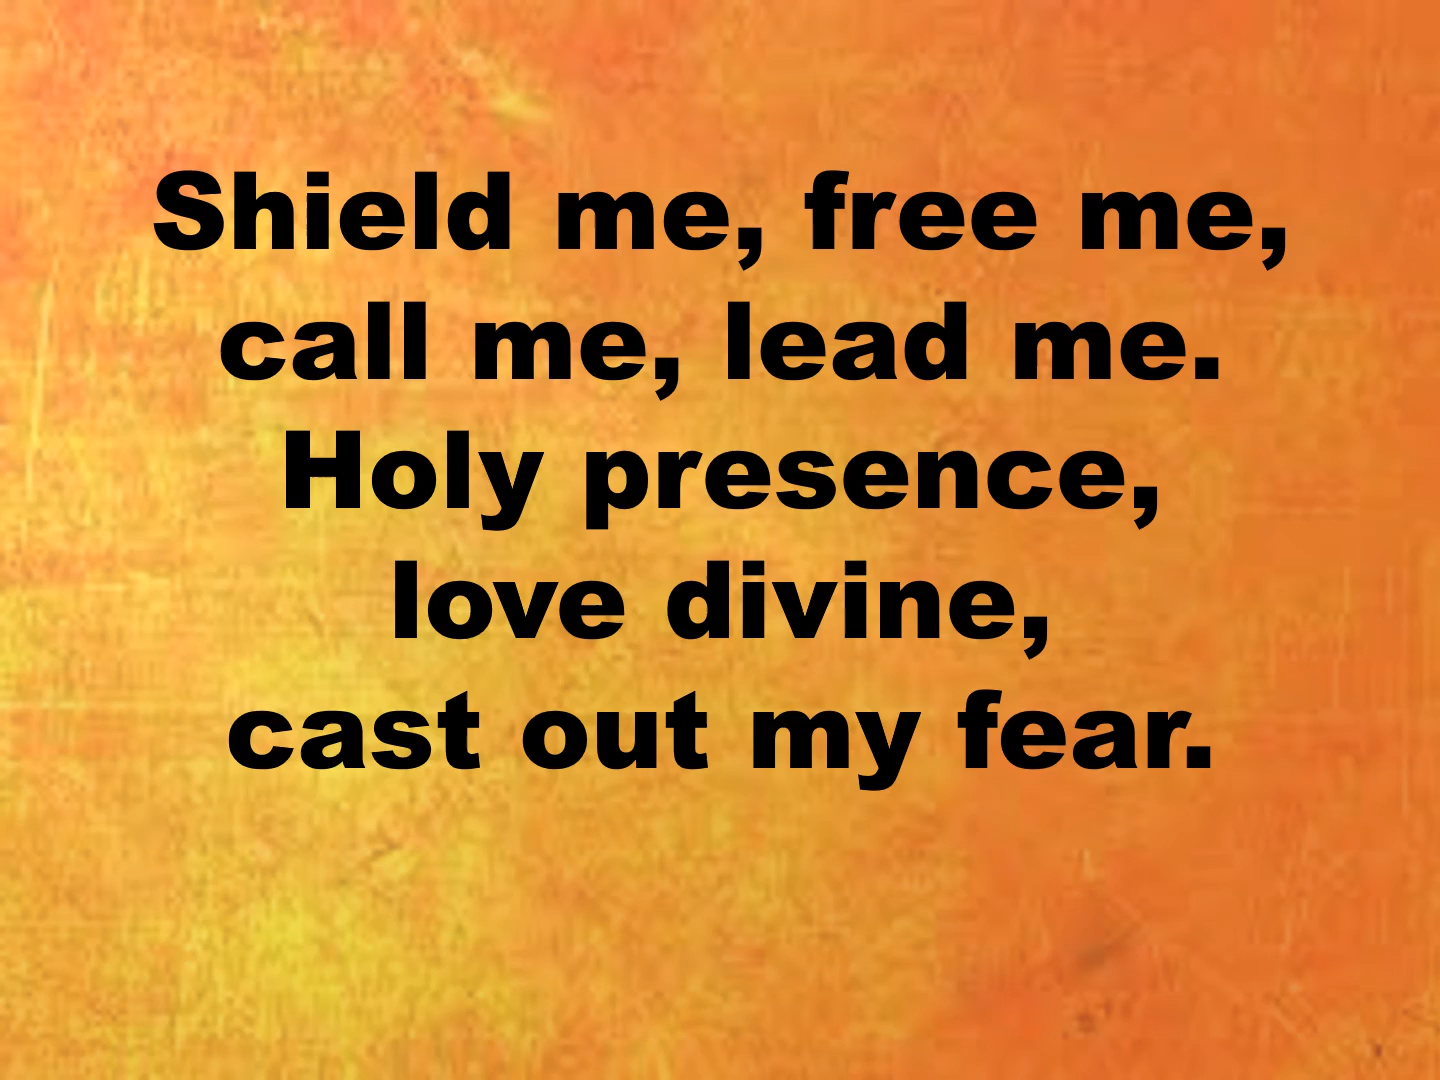 Shield me, free me,
call me, lead me.
Holy presence,
love divine,
cast out my fear.